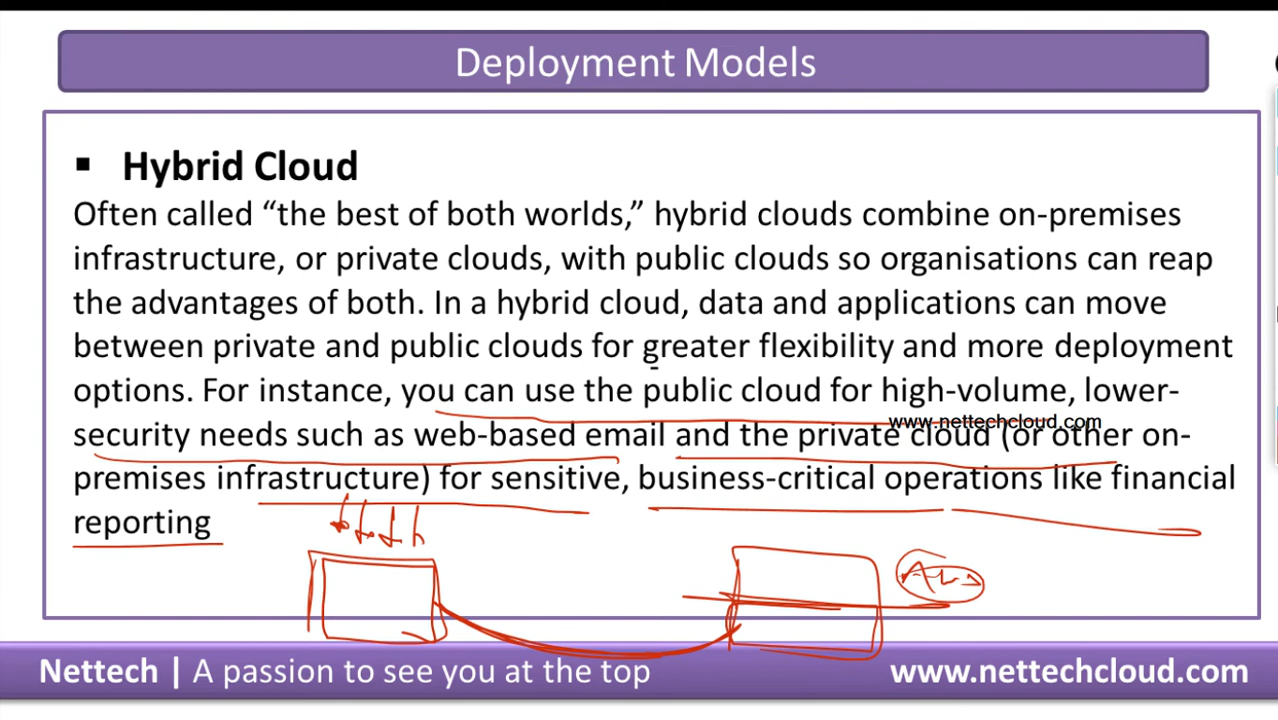 Deployment Models
▪ Hybrid Cloud
Often called “the best of both worlds,” hybrid clouds combine on-premises
infrastructure, or private clouds, with public clouds so organisations can reap
the advantages of both. In a hybrid cloud, data and applications can move
between private and public clouds for greater flexibility and more deployment
options. For instance, you can use the public cloud for high-volume, lower-
www.nettechcloud.com
security needs such as web-based email and the private cloud (or other on-
premises infrastructure) for sensitive, business-critical operations like financial
reporting
Nettech | A passion to see you at the top
www.nettechcloud.com